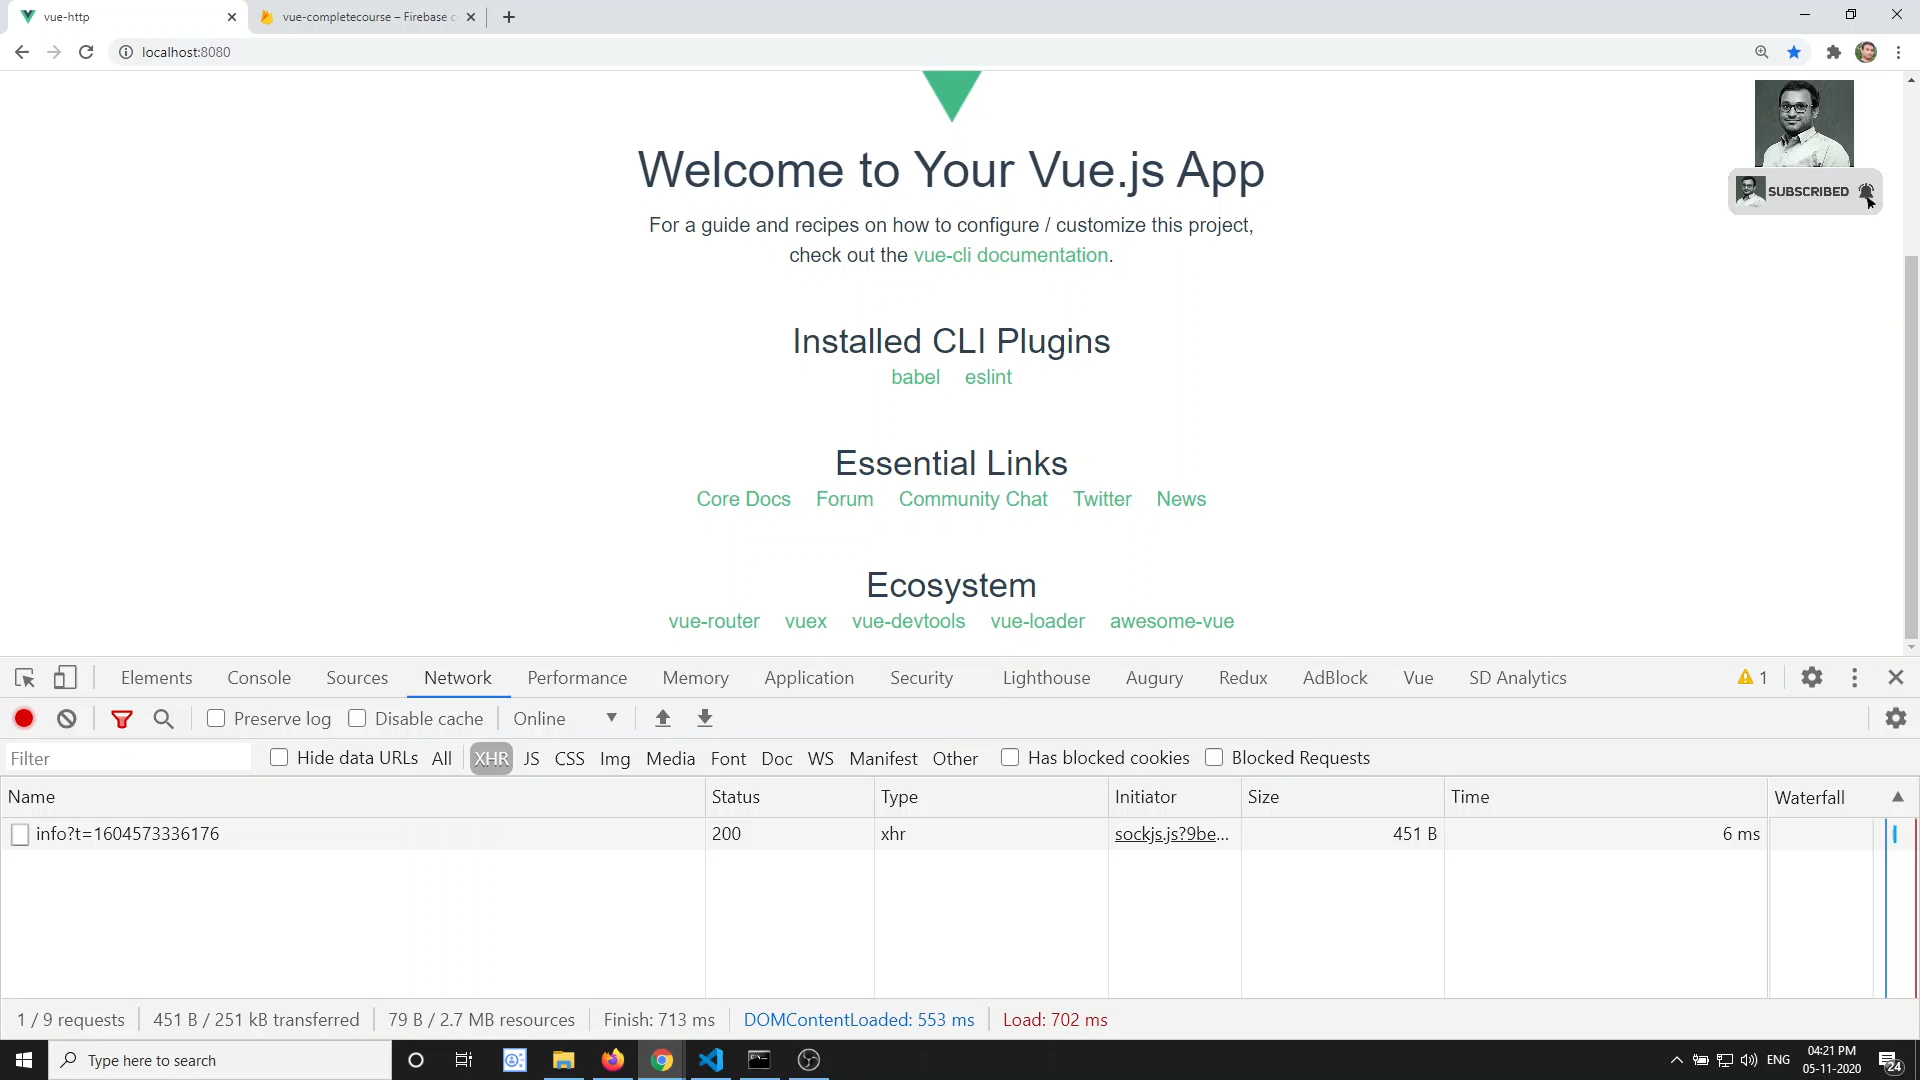 vue-http
vue-completecourse – Firebase c
localhost:8080
SUBSCRIBED
Welcome to Your Vue.js App
For a guide and recipes on how to configure / customize this project,
check out the vue-cli documentation.
Installed CLI Plugins
babel eslint
Essential Links
Core Docs Forum Community Chat Twitter News
Ecosystem
vue-router vuex vue-devtools vue-loader awesome-vue
Elements Console Sources Network Performance Memory Application Security Lighthouse Augury Redux AdBlock Vue SD Analytics 1
Preserve log Disable cache Online
Filter Hide data URLs All XHR JS CSS Img Media Font Doc WS Manifest Other Has blocked cookies Blocked Requests
Name Status Type Initiator Size Time Waterfall
info?t=1604573336176 200 xhr sockjs.js?9be... 451 B 6 ms
1 / 9 requests 451 B / 251 kB transferred 79 B / 2.7 MB resources Finish: 713 ms DOMContentLoaded: 553 ms Load: 702 ms
Type here to search
ENG
04:21 PM
05-11-2020
24